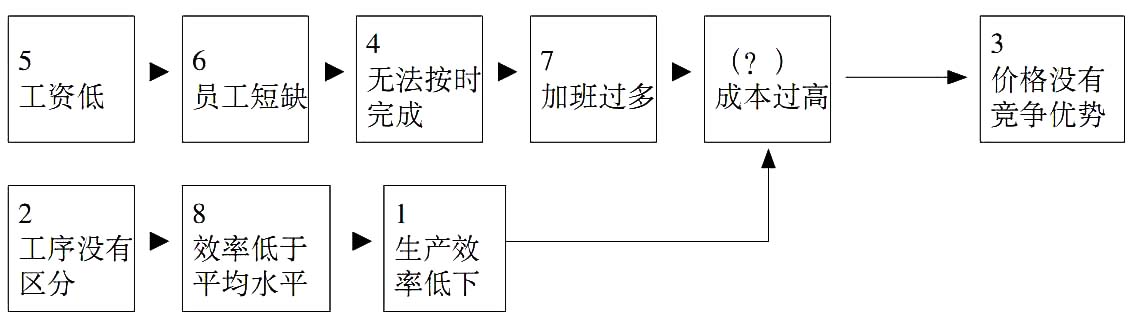 5
工资低
6
员工短缺
4
无法按时
完成
7
加班过多
(?)
成本过高
3
价格没有
竞争优势
2
工序没有
区分
8
效率低于
平均水平
1
生产效
率低下